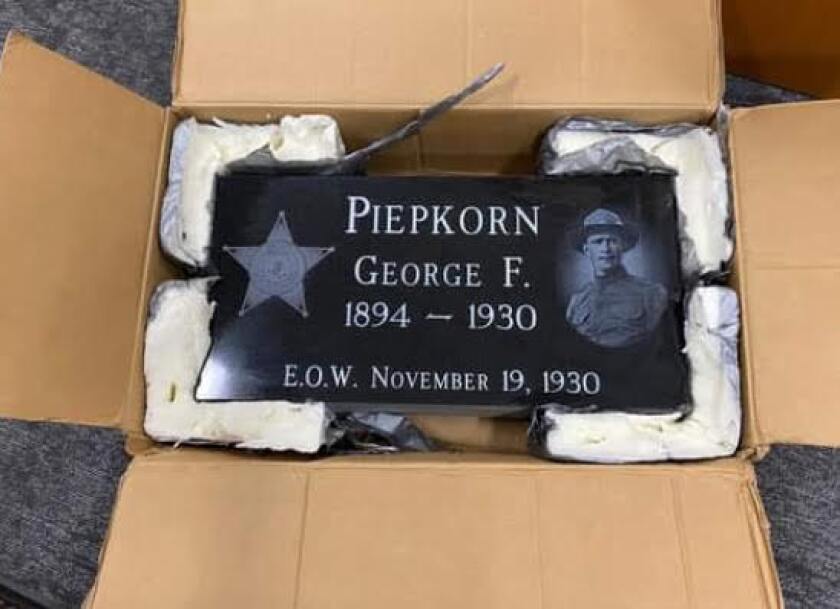 PIEPKORN
GEORGE F.
1894 – 1930
E.O.W. NOVEMBER 19, 1930